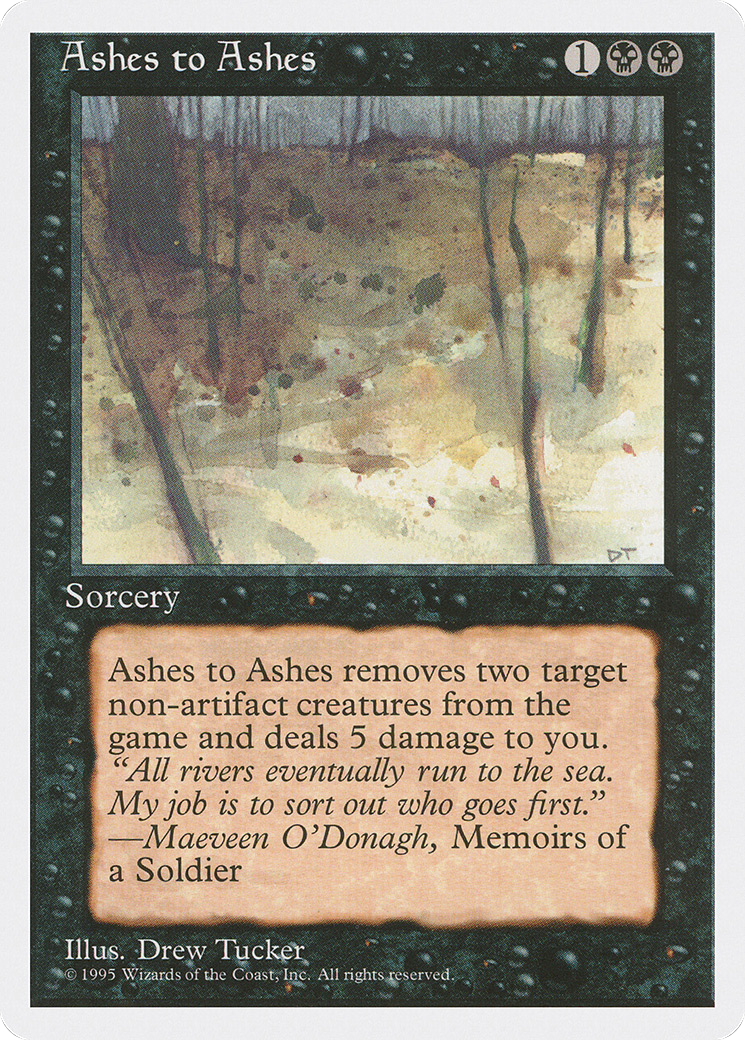 Ashes to Ashes 1
DT
Sorcery
Ashes to Ashes removes two target
non-artifact creatures from the
game and deals 5 damage to you.
“All rivers eventually run to the sea.
My job is to sort out who goes first.”
—Maeveen O’Donagh, Memoirs of
a Soldier
Illus. Drew Tucker
© 1995 Wizards of the Coast, Inc. All rights reserved.